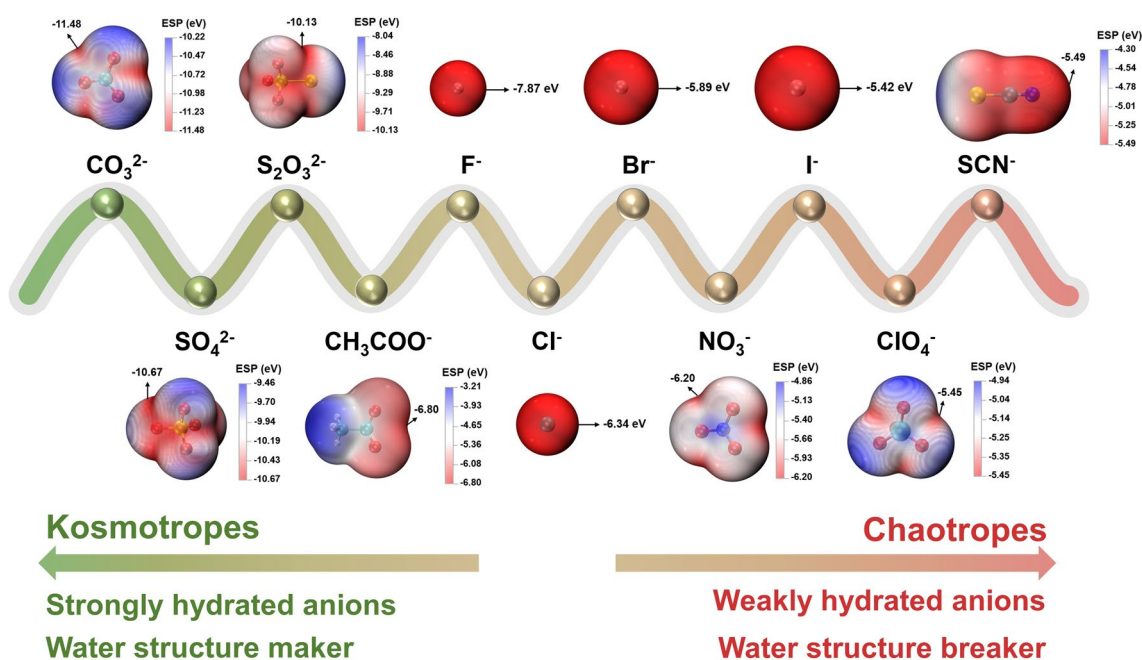 -11.48
ESP (eV)
-10.22
-10.47
-10.72
-10.98
-11.23
-11.48
-10.13
ESP (eV)
-8.04
-8.46
-8.88
-9.29
-9.71
-10.13
-7.87 eV
-5.89 eV
-5.42 eV
-5.49
ESP (eV)
-4.30
-4.54
-4.78
-5.01
-5.25
-5.49
CO₃²⁻
S₂O₃²⁻
F⁻
Br⁻
I⁻
SCN⁻
SO₄²⁻
CH₃COO⁻
Cl⁻
NO₃⁻
ClO₄⁻
-10.67
ESP (eV)
-9.46
-9.70
-9.94
-10.19
-10.43
-10.67
-6.80
ESP (eV)
-3.21
-3.93
-4.65
-5.36
-6.08
-6.80
-6.34 eV
-6.20
ESP (eV)
-4.86
-5.13
-5.40
-5.66
-5.93
-6.20
-5.45
ESP (eV)
-4.94
-5.04
-5.14
-5.25
-5.35
-5.45
Kosmotropes
Strongly hydrated anions
Water structure maker
Chaotropes
Weakly hydrated anions
Water structure breaker